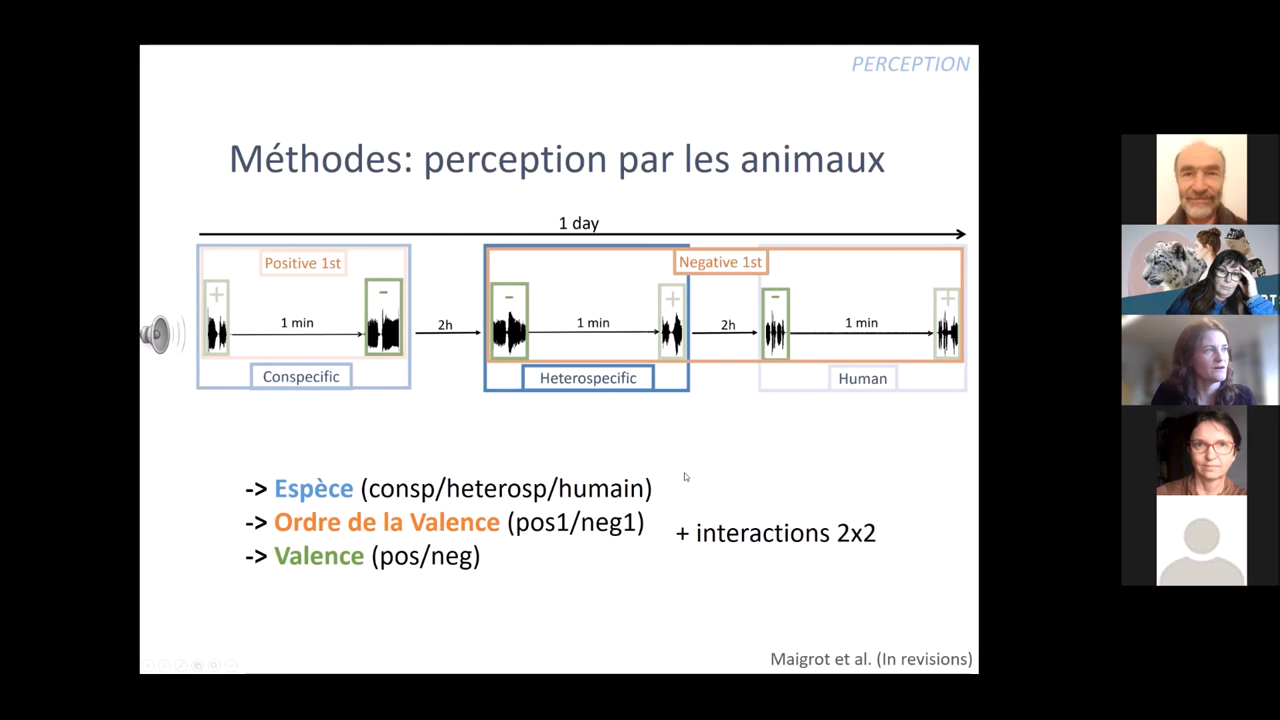 PERCEPTION
Méthodes: perception par les animaux
1 day
Positive 1st
Negative 1st
+
-
-
+
-
+
1 min
2h
1 min
2h
1 min
Conspecific
Heterospecific
Human
-> Espèce (consp/heterosp/humain)
-> Ordre de la Valence (pos1/neg1)
+ interactions 2x2
-> Valence (pos/neg)
Maigrot et al. (In revisions)